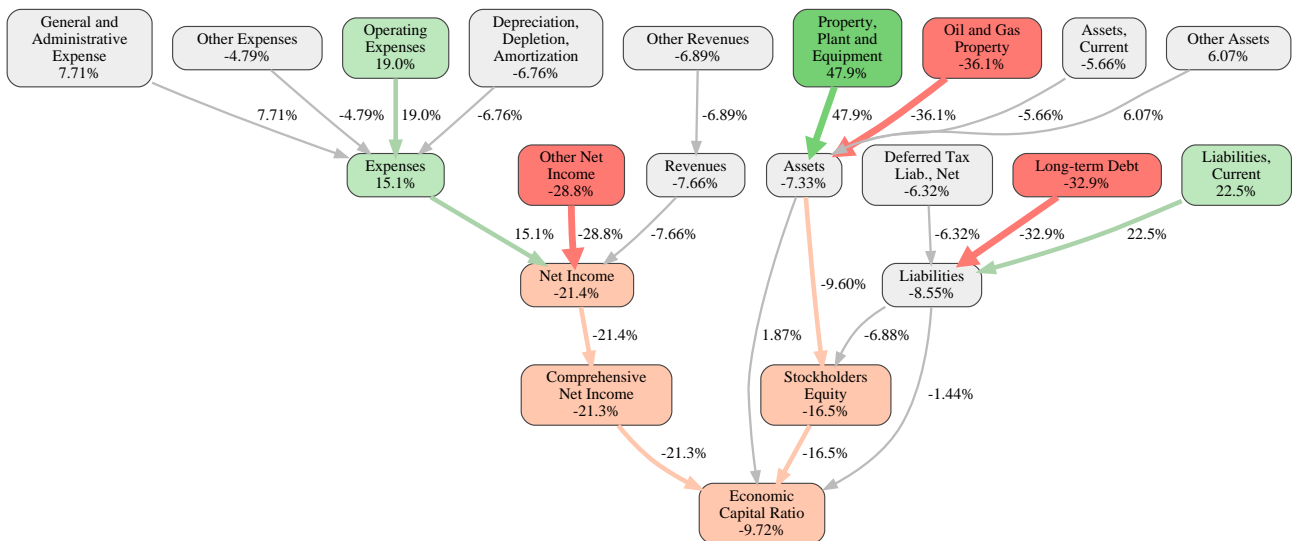 General and
Administrative
Expense
7.71%
Other Expenses
-4.79%
Operating
Expenses
19.0%
Depreciation,
Depletion,
Amortization
-6.76%
Other Revenues
-6.89%
Property,
Plant and
Equipment
47.9%
Oil and Gas
Property
-36.1%
Assets,
Current
-5.66%
Other Assets
6.07%
7.71%
-4.79%
19.0%
-6.76%
-6.89%
47.9%
-36.1%
-5.66%
6.07%
Expenses
15.1%
Other Net
Income
-28.8%
Revenues
-7.66%
Assets
-7.33%
Deferred Tax
Liab., Net
-6.32%
Long-term Debt
-32.9%
Liabilities,
Current
22.5%
15.1%
-28.8%
-7.66%
-6.32%
-32.9%
22.5%
Net Income
-21.4%
-9.60%
Liabilities
-8.55%
-21.4%
1.87%
-6.88%
Comprehensive
Net Income
-21.3%
Stockholders
Equity
-16.5%
-1.44%
-21.3%
-16.5%
Economic
Capital Ratio
-9.72%